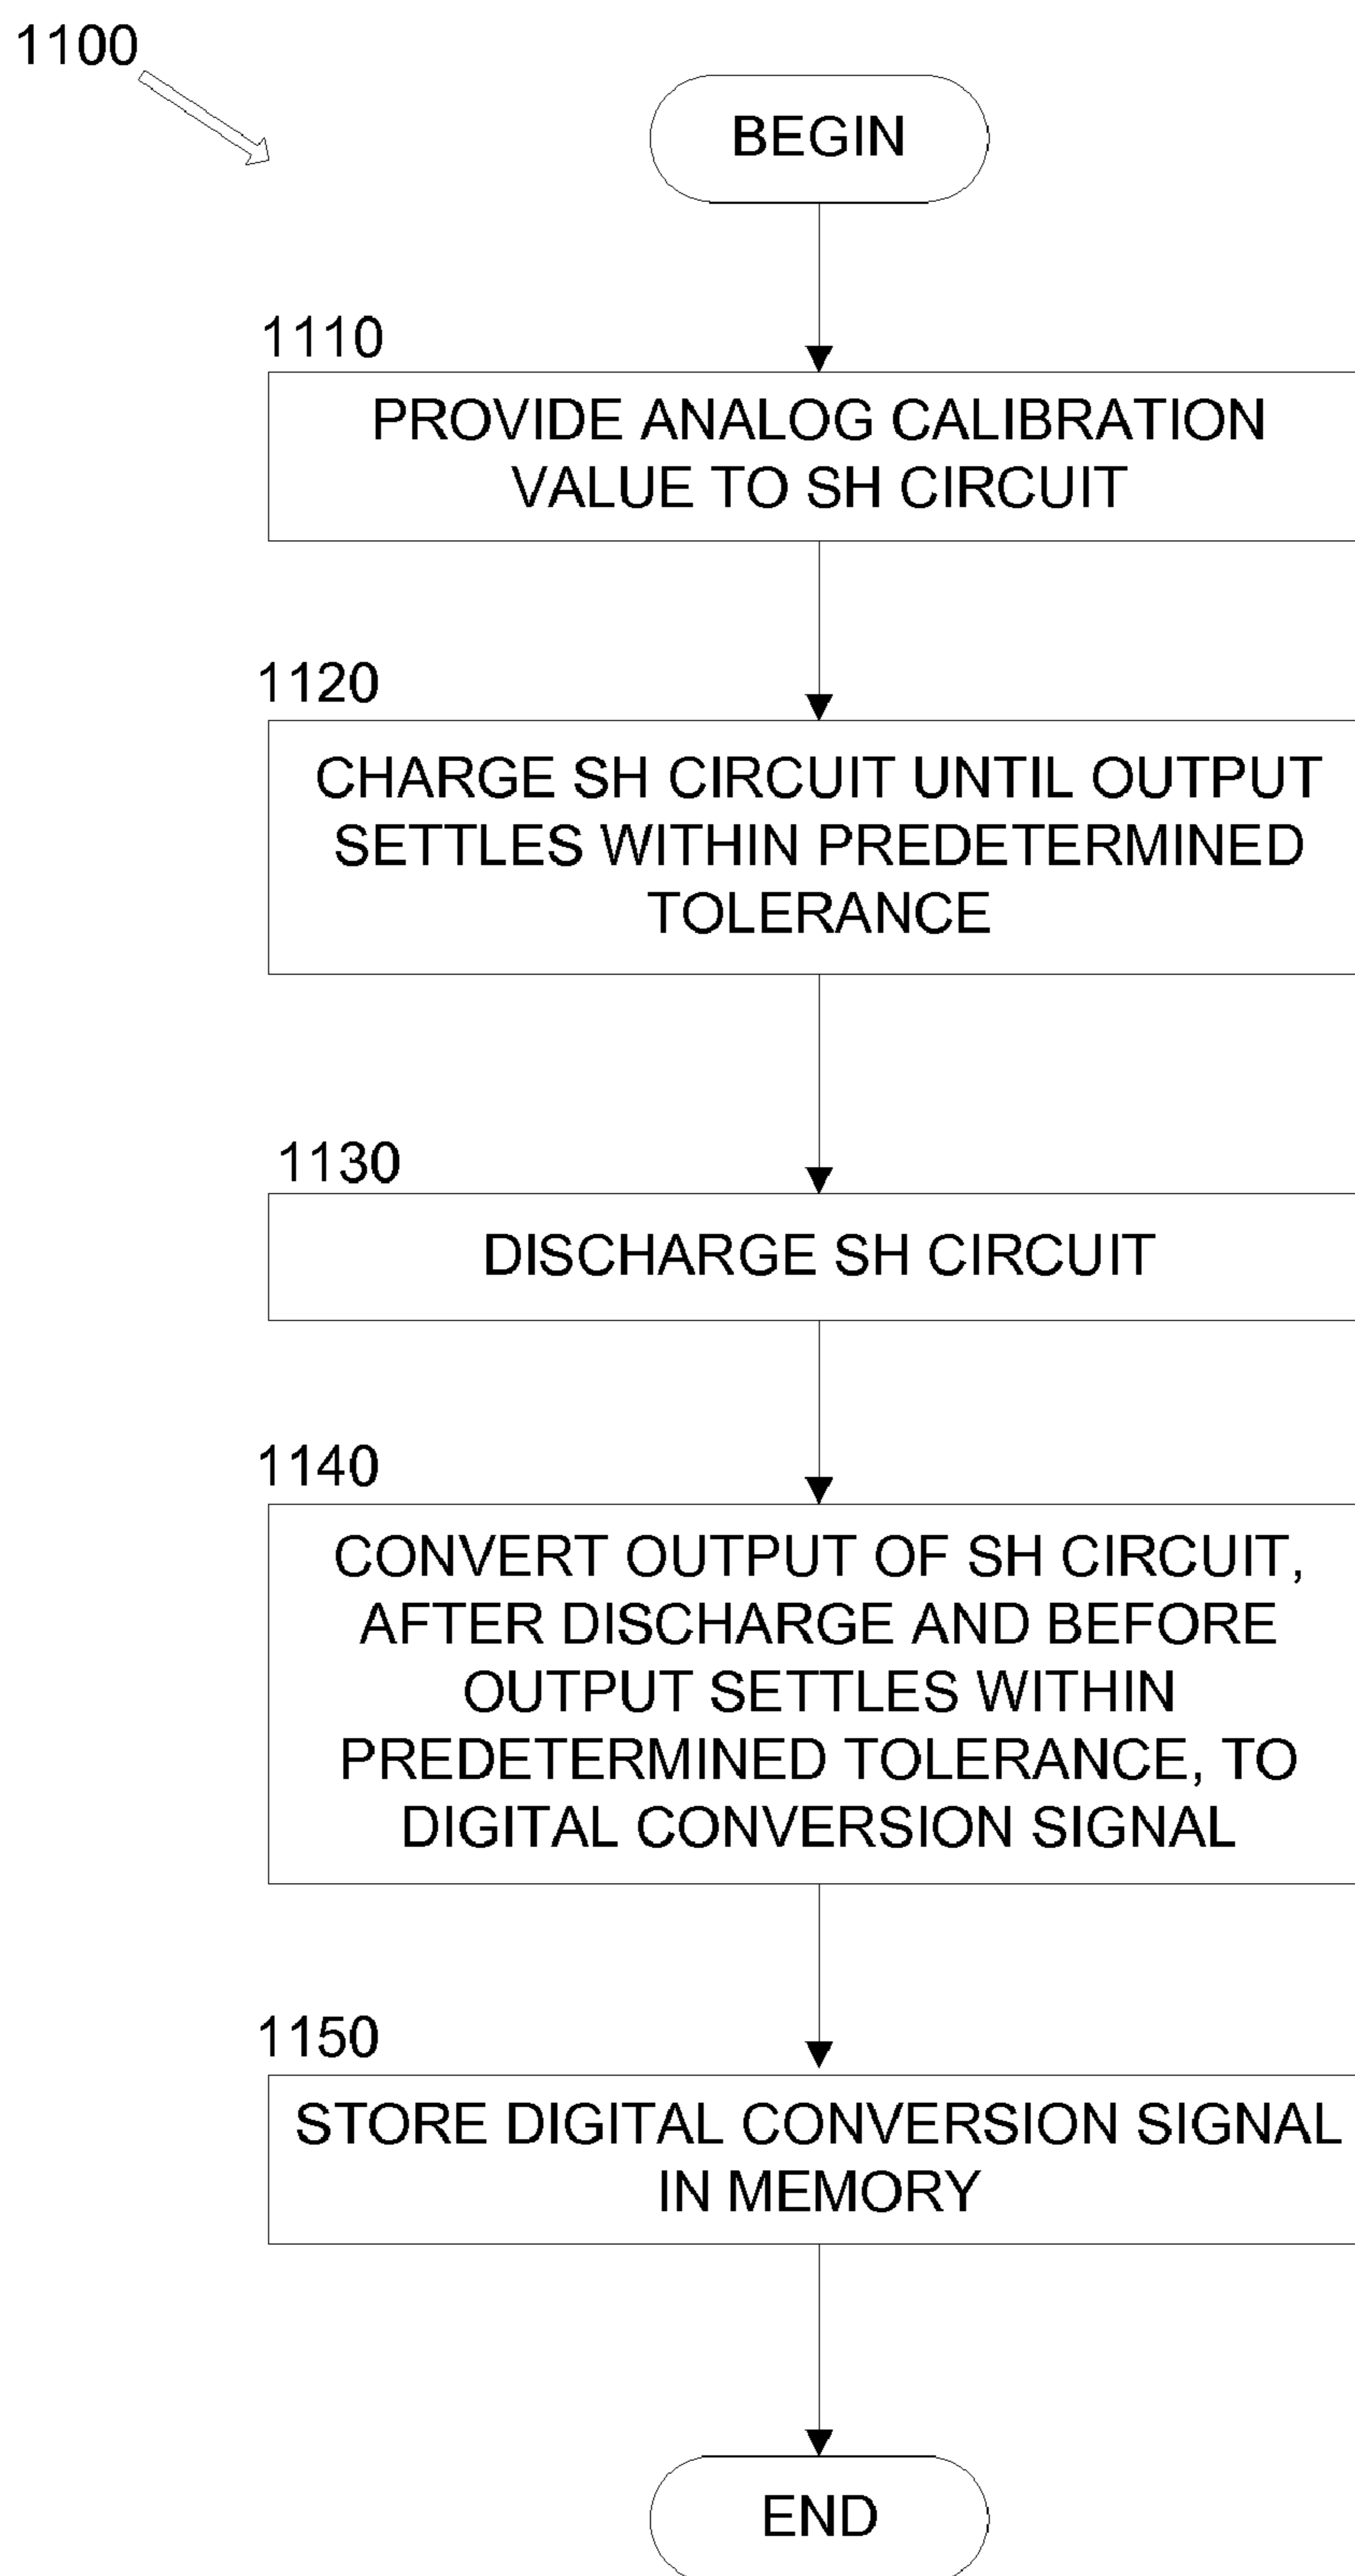 1100
BEGIN
1110
PROVIDE ANALOG CALIBRATION
VALUE TO SH CIRCUIT
1120
CHARGE SH CIRCUIT UNTIL OUTPUT
SETTLES WITHIN PREDETERMINED
TOLERANCE
1130
DISCHARGE SH CIRCUIT
1140
CONVERT OUTPUT OF SH CIRCUIT,
AFTER DISCHARGE AND BEFORE
OUTPUT SETTLES WITHIN
PREDETERMINED TOLERANCE, TO
DIGITAL CONVERSION SIGNAL
1150
STORE DIGITAL CONVERSION SIGNAL
IN MEMORY
END